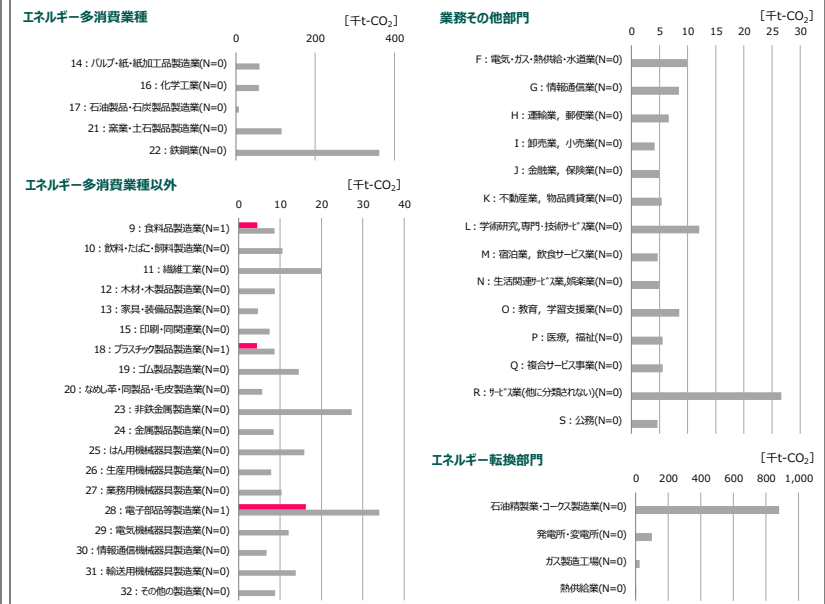 エネルギー多消費業種
[千t-CO₂]
0 200 400
14：パルプ・紙・紙加工品製造業(N=0)
16：化学工業(N=0)
17：石油製品・石炭製品製造業(N=0)
21：窯業・土石製品製造業(N=0)
22：鉄鋼業(N=0)
エネルギー多消費業種以外
[千t-CO₂]
0 10 20 30 40
9：食料品製造業(N=1)
10：飲料・たばこ・飼料製造業(N=0)
11：繊維工業(N=0)
12：木材・木製品製造業(N=0)
13：家具・装備品製造業(N=0)
15：印刷・同関連業(N=0)
18：プラスチック製品製造業(N=1)
19：ゴム製品製造業(N=0)
20：なめし革・同製品・毛皮製造業(N=0)
23：非鉄金属製造業(N=0)
24：金属製品製造業(N=0)
25：はん用機械器具製造業(N=0)
26：生産用機械器具製造業(N=0)
27：業務用機械器具製造業(N=0)
28：電子部品等製造業(N=1)
29：電気機械器具製造業(N=0)
30：情報通信機械器具製造業(N=0)
31：輸送用機械器具製造業(N=0)
32：その他の製造業(N=0)
業務その他部門
[千t-CO₂]
0 5 10 15 20 25 30
F：電気・ガス・熱供給・水道業(N=0)
G：情報通信業(N=0)
H：運輸業，郵便業(N=0)
I：卸売業，小売業(N=0)
J：金融業，保険業(N=0)
K：不動産業，物品賃貸業(N=0)
L：学術研究,専門・技術ｻｰﾋﾞｽ業(N=0)
M：宿泊業，飲食サービス業(N=0)
N：生活関連ｻｰﾋﾞｽ業,娯楽業(N=0)
O：教育，学習支援業(N=0)
P：医療，福祉(N=0)
Q：複合サービス事業(N=0)
R：ｻｰﾋﾞｽ業(他に分類されない)(N=0)
S：公務(N=0)
エネルギー転換部門
[千t-CO₂]
0 200 400 600 800 1,000
石油精製業・コークス製造業(N=0)
発電所・変電所(N=0)
ガス製造工場(N=0)
熱供給業(N=0)